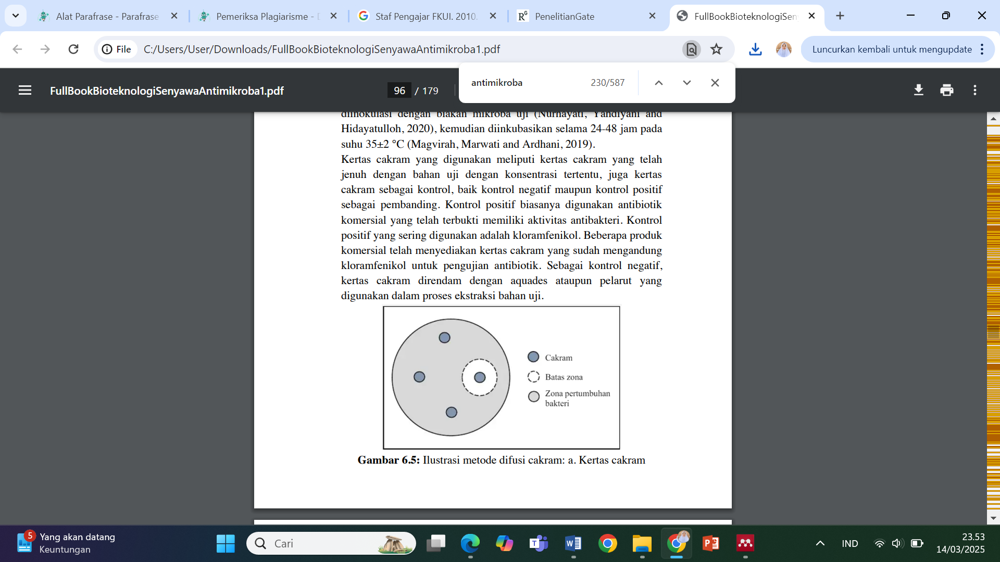 Alat Parafrase - Parafrase
Pemeriksa Plagiarisme - D
Staf Pengajar FKUI. 2010.
PenelitianGate
FullBookBioteknologiSen
File
C:/Users/User/Downloads/FullBookBioteknologiSenyawaAntimikroba1.pdf
Luncurkan kembali untuk mengupdate
FullBookBioteknologiSenyawaAntimikroba1.pdf
96 / 179
antimikroba
230/587
diinokulasi dengan biakan mikroba uji (Nurhayati, Yahdiyani and
Hidayatulloh, 2020), kemudian diinkubasikan selama 24-48 jam pada
suhu 35±2 °C (Magvirah, Marwati and Ardhani, 2019).
Kertas cakram yang digunakan meliputi kertas cakram yang telah
jenuh dengan bahan uji dengan konsentrasi tertentu, juga kertas
cakram sebagai kontrol, baik kontrol negatif maupun kontrol positif
sebagai pembanding. Kontrol positif biasanya digunakan antibiotik
komersial yang telah terbukti memiliki aktivitas antibakteri. Kontrol
positif yang sering digunakan adalah kloramfenikol. Beberapa produk
komersial telah menyediakan kertas cakram yang sudah mengandung
kloramfenikol untuk pengujian antibiotik. Sebagai kontrol negatif,
kertas cakram direndam dengan aquades ataupun pelarut yang
digunakan dalam proses ekstraksi bahan uji.
Cakram
Batas zona
Zona pertumbuhan
bakteri
Gambar 6.5: Ilustrasi metode difusi cakram: a. Kertas cakram
5
Yang akan datang
Keuntungan
Cari
IND
23.53
14/03/2025